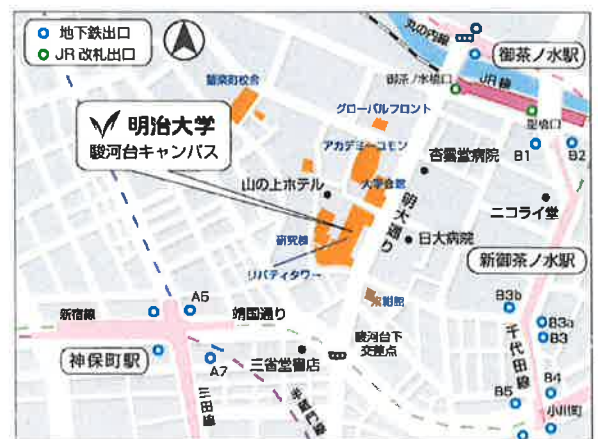 地下鉄出口
JR 改札出口
丸の内線
御茶ノ水駅
御茶ノ水橋口
JR 線
聖橋口
猿楽町校舎
グローバルフロント
明治大学
駿河台キャンパス
アカデミーコモン
杏雲堂病院
B1
B2
山の上ホテル
大学会館
明大通り
ニコライ堂
研究棟
日大病院
リバティタワー
新御茶ノ水駅
A5
新宿線
靖国通り
駿河台下
交差点
B3b
B3a
B3
千代田線
神保町駅
A7
三省堂書店
三田線
半蔵門線
B4
B5
小川町